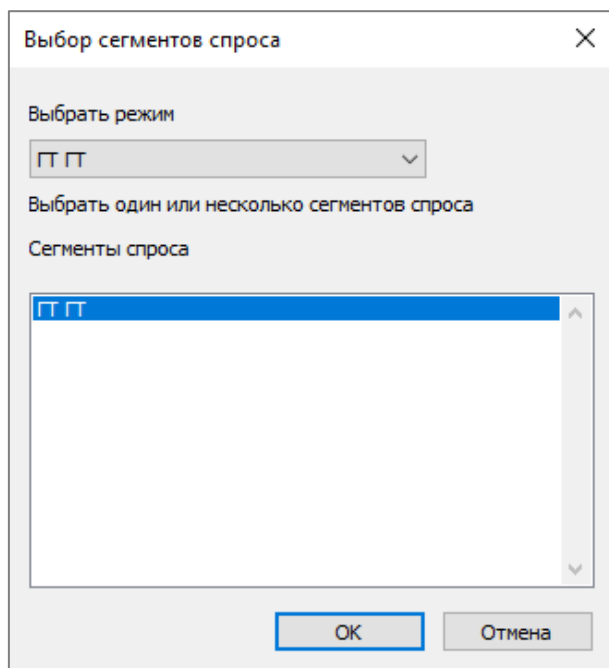 Выбор сегментов спроса
Выбрать режим
ГТ ГТ
Выбрать один или несколько сегментов спроса
Сегменты спроса
ГТ ГТ
OK
Отмена